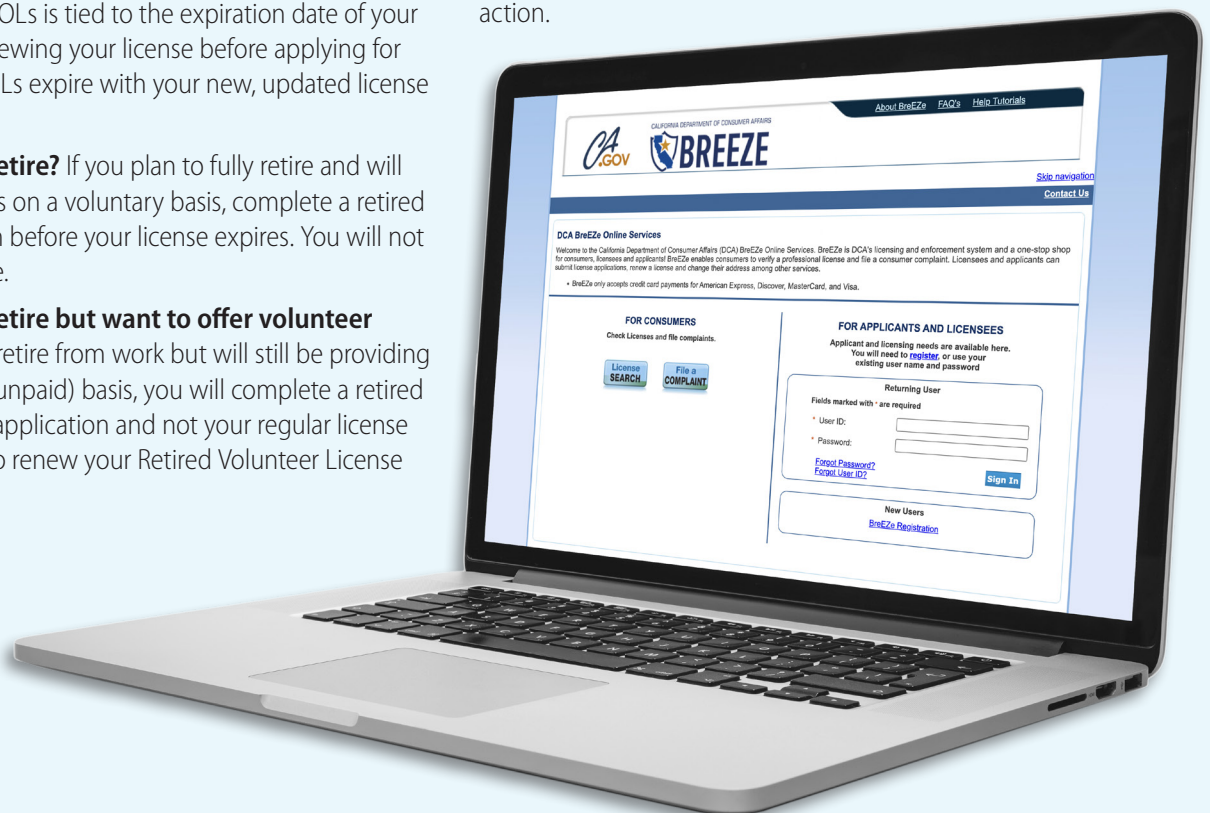 OLs is tied to the expiration date of your
ewing your license before applying for
Ls expire with your new, updated license
etire? If you plan to fully retire and will
s on a voluntary basis, complete a retired
before your license expires. You will not
e.
etire but want to offer volunteer
retire from work but will still be providing
unpaid) basis, you will complete a retired
application and not your regular license
o renew your Retired Volunteer License
action.
About BreEZe FAQ's Help Tutorials
CA.GOV
CALIFORNIA DEPARTMENT OF CONSUMER AFFAIRS
BREEZE
Skip navigation
Contact Us
DCA BreEZe Online Services
Welcome to the California Department of Consumer Affairs (DCA) BreEZe Online Services. BreEZe is DCA's licensing and enforcement system and a one-stop shop
for consumers, licensees and applicants! BreEZe enables consumers to verify a professional license and file a consumer complaint. Licensees and applicants can
submit license applications, renew a license and change their address among other services.
• BreEZe only accepts credit card payments for American Express, Discover, MasterCard, and Visa.
FOR CONSUMERS
Check Licenses and file complaints.
License
SEARCH
File a
COMPLAINT
FOR APPLICANTS AND LICENSEES
Applicant and licensing needs are available here.
You will need to register, or use your
existing user name and password
Returning User
Fields marked with * are required
* User ID:
* Password:
Forgot Password?
Forgot User ID?
Sign In
New Users
BreEZe Registration